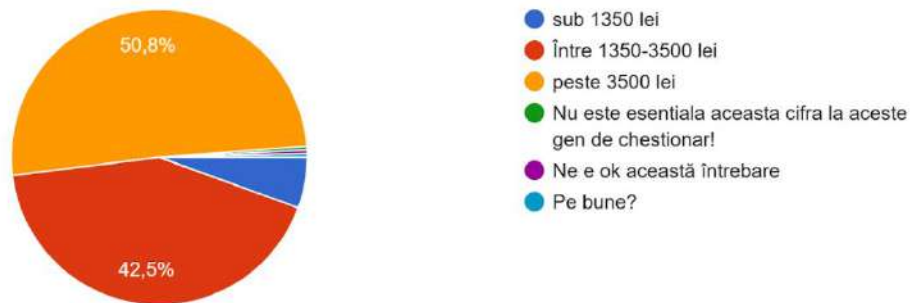 50,8%
42,5%
sub 1350 lei
Între 1350-3500 lei
peste 3500 lei
Nu este esentiala aceasta cifra la aceste
gen de chestionar!
Ne e ok această întrebare
Pe bune?